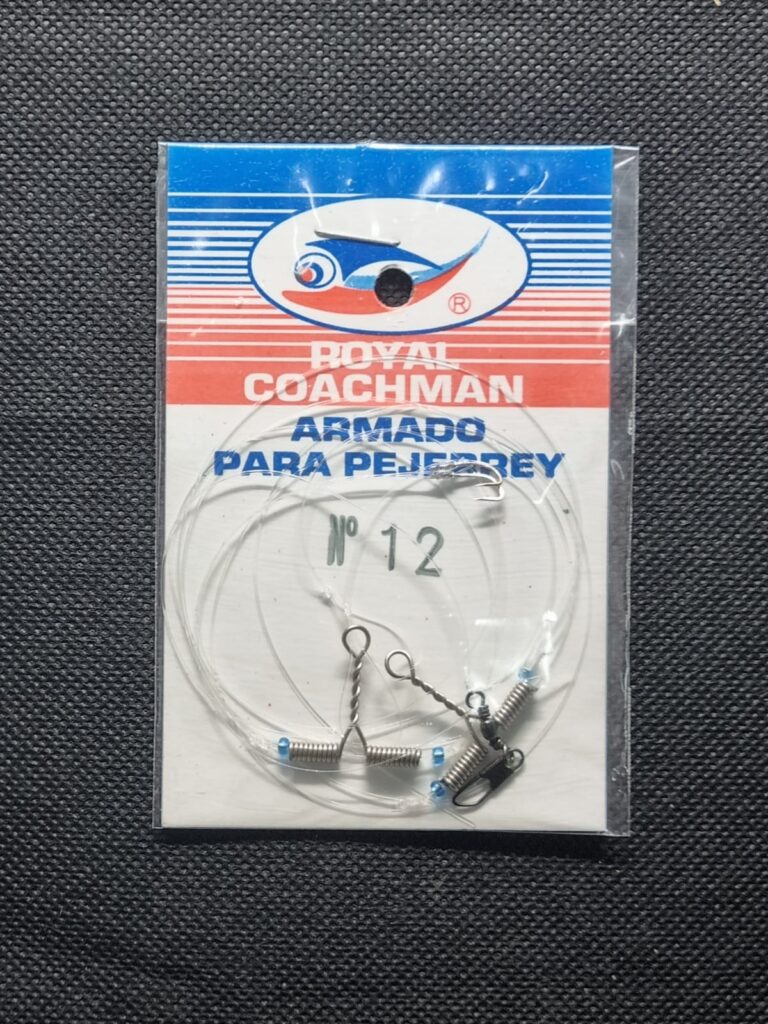 ®
ROYAL
COACHMAN
ARMADO
PARA PEJERREY
Nº 12